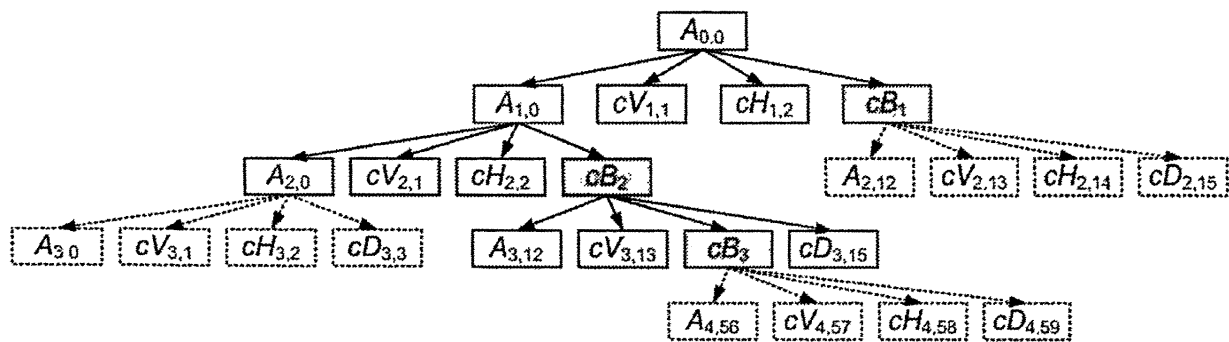 A0,0
A1,0 cV1,1 cH1,2 cB1
A2,0 cV2,1 cH2,2 cB2 A2,12 cV2,13 cH2,14 cD2,15
A3,0 cV3,1 cH3,2 cD3,3 A3,12 cV3,13 cB3 cD3,15
A4,56 cV4,57 cH4,58 cD4,59